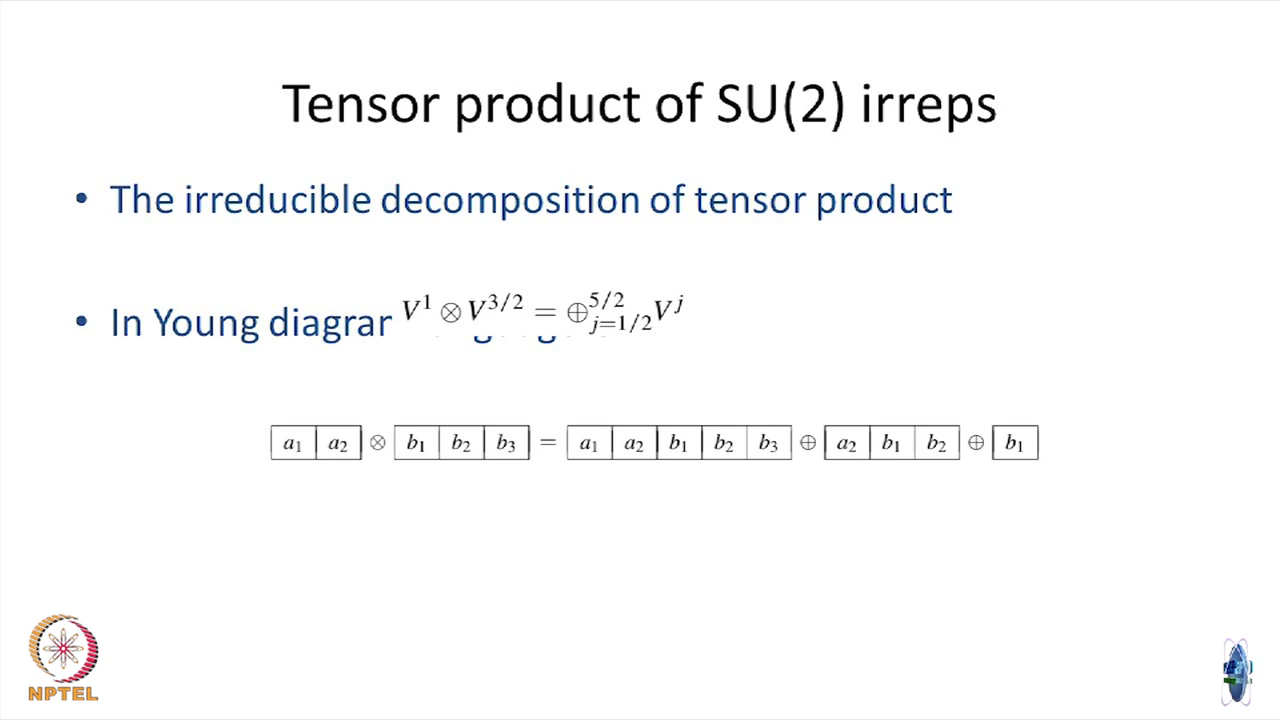 Tensor product of SU(2) irreps
• The irreducible decomposition of tensor product
• In Young diagrar
V^1 ⊗ V^{3/2} = ⊕_{j=1/2}^{5/2} V^j
a_1 a_2 ⊗ b_1 b_2 b_3 = a_1 a_2 b_1 b_2 b_3 ⊕ a_2 b_1 b_2 ⊕ b_1
NPTEL